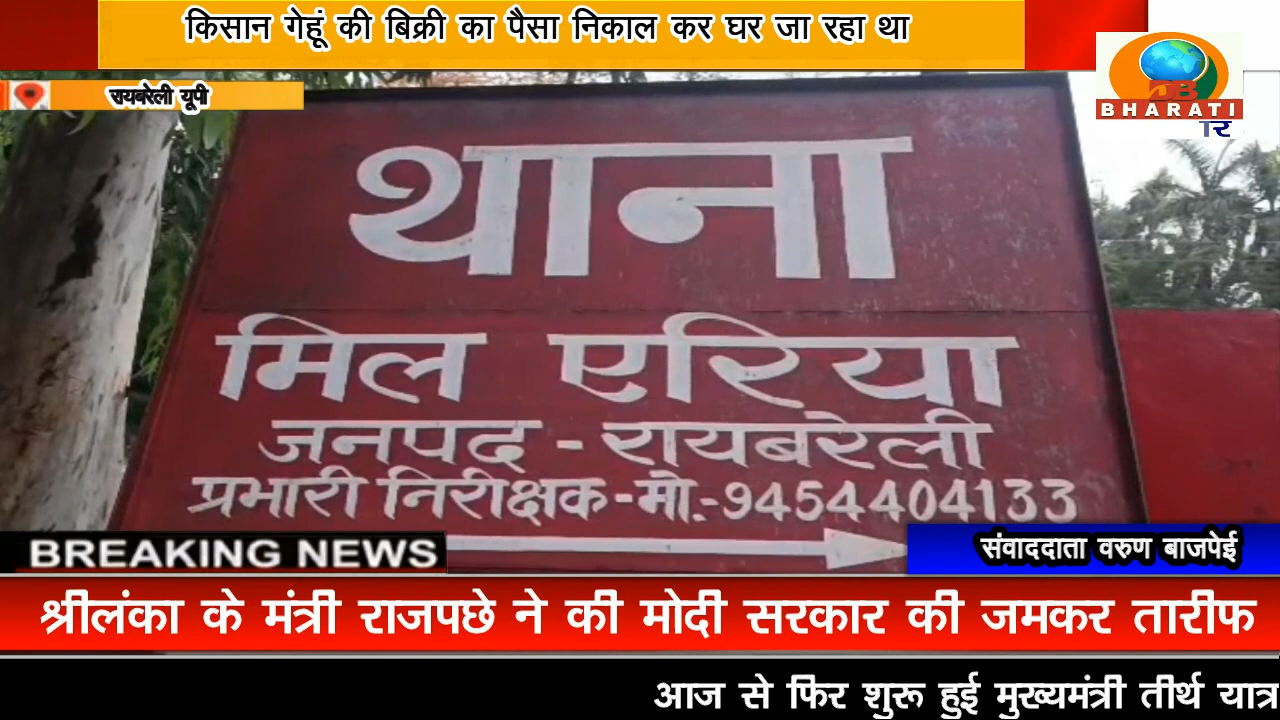 किसान गेहूं की बिक्री का पैसा निकाल कर घर जा रहा था
रायबरेली यूपी
BHARATI
थाना
मिल एरिया
जनपद - रायबरेली
प्रभारी निरीक्षक-मो.-9454404133
BREAKING NEWS
संवाददाता वरुण बाजपेई
श्रीलंका के मंत्री राजपछे ने की मोदी सरकार की जमकर तारीफ
आज से फिर शुरू हुई मुख्यमंत्री तीर्थ यात्र